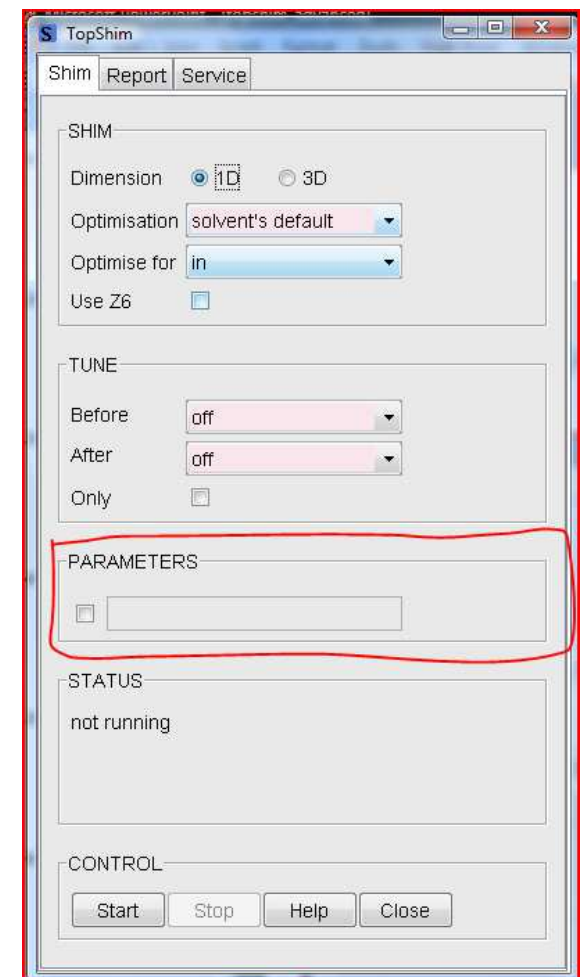 TopShim
Shim Report Service
SHIM
Dimension 1D 3D
Optimisation solvent's default
Optimise for in
Use Z6
TUNE
Before off
After off
Only
PARAMETERS
STATUS
not running
CONTROL
Start Stop Help Close